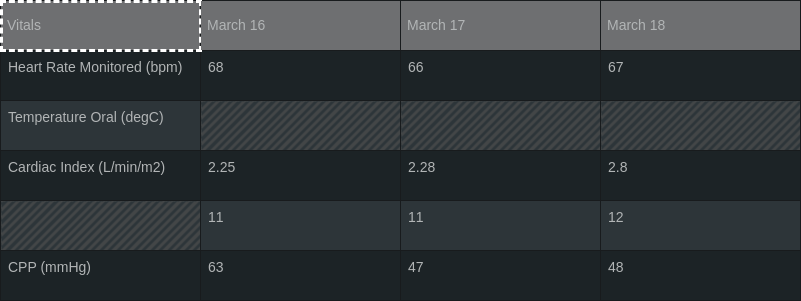 Vitals March 16 March 17 March 18
Heart Rate Monitored (bpm) 68 66 67
Temperature Oral (degC)
Cardiac Index (L/min/m2) 2.25 2.28 2.8
11 11 12
CPP (mmHg) 63 47 48